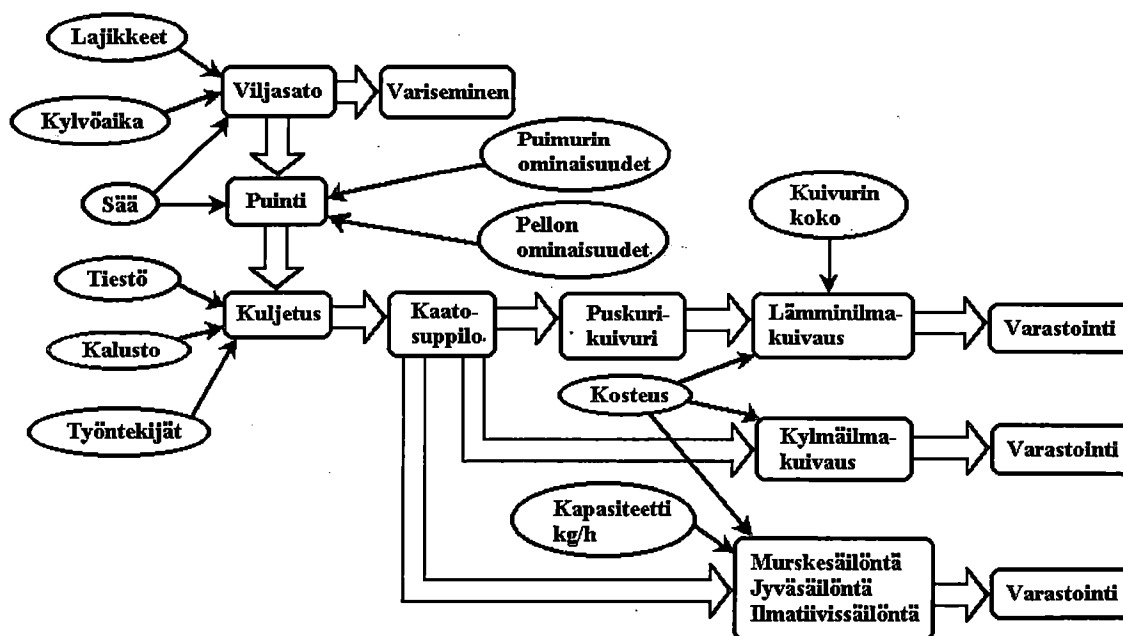 Lajikkeet
Viljasato
Variseminen
Kylvöaika
Puimurin
ominaisuudet
Sää
Puinti
Kuivurin
koko
Pellon
ominaisuudet
Tiestö
Kuljetus
Kaato-
suppilo
Puskuri-
kuivuri
Lämminilma-
kuivaus
Varastointi
Kalusto
Kosteus
Työntekijät
Kylmäilma-
kuivaus
Varastointi
Kapasiteetti
kg/h
Murskesäilöntä
Jyväsäilöntä
Ilmatiivissäilöntä
Varastointi